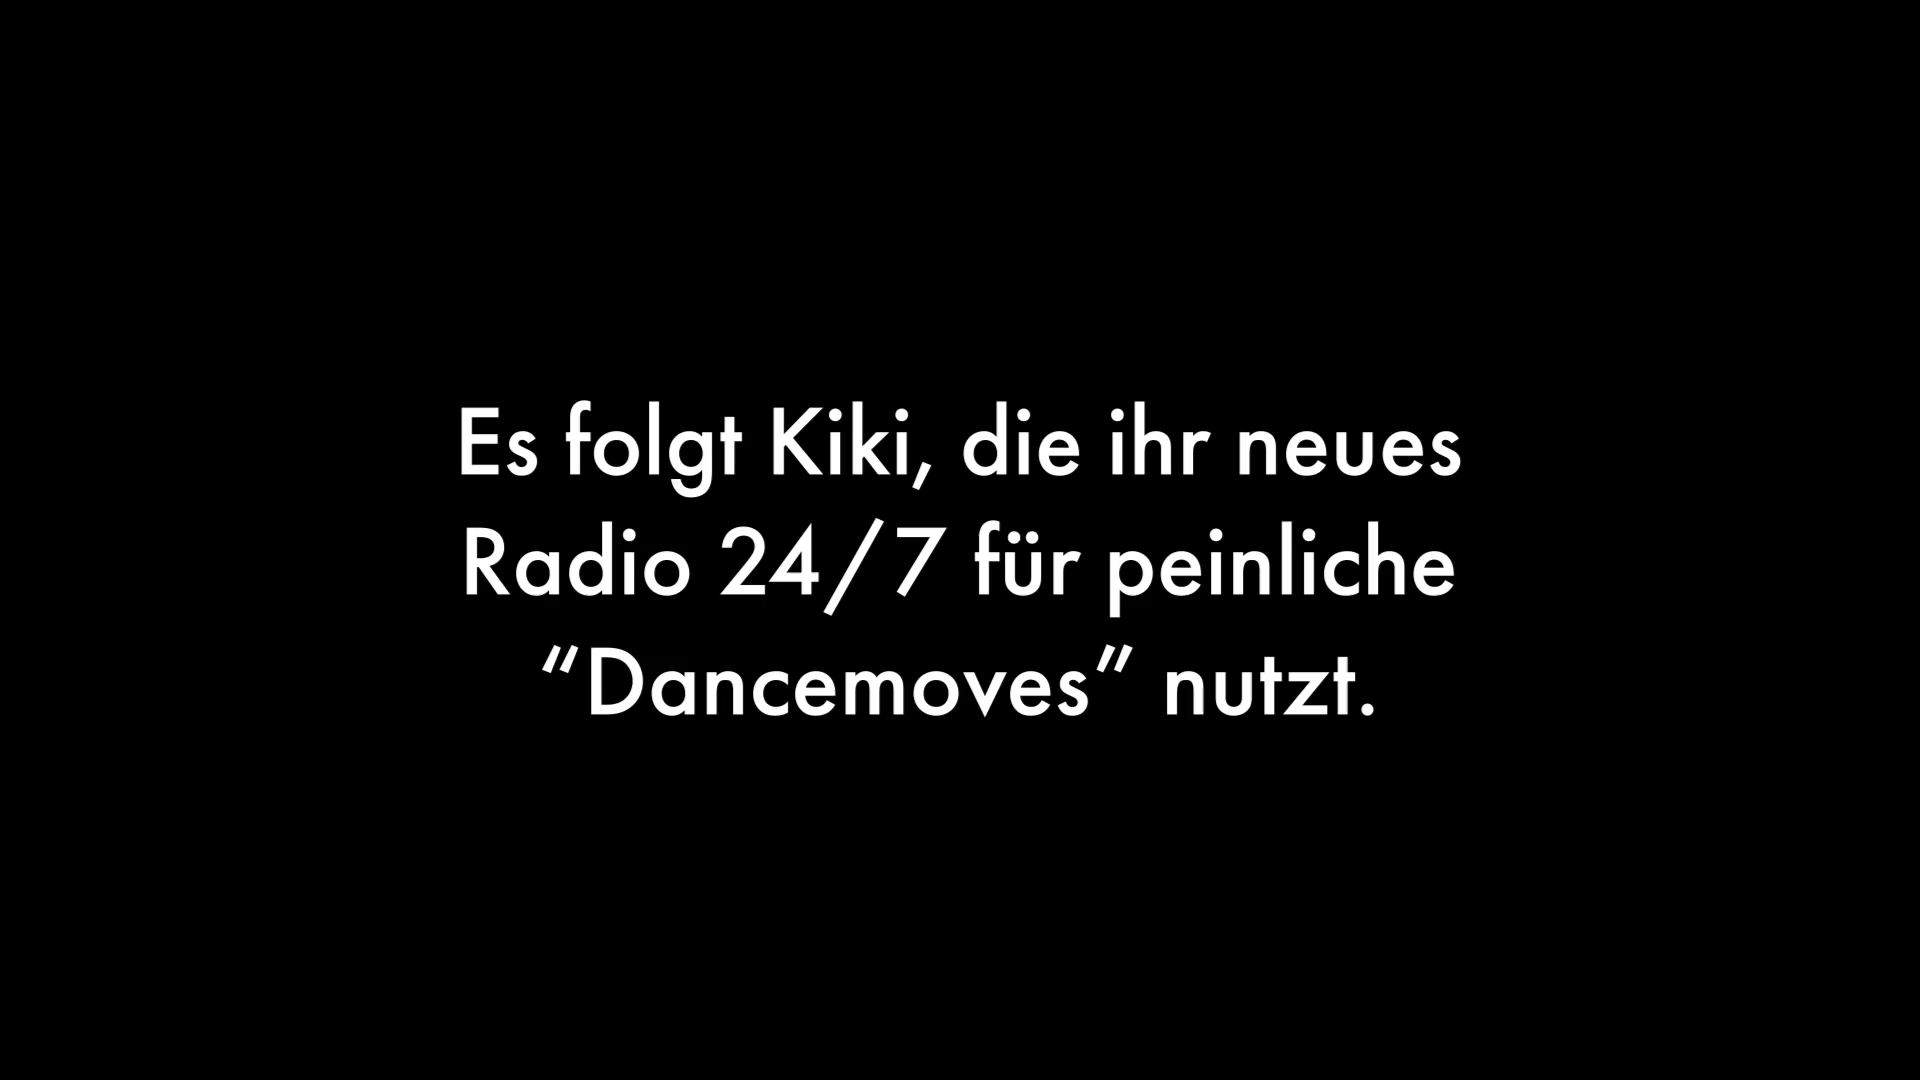 Es folgt Kiki, die ihr neues
Radio 24/7 für peinliche
“Dancemoves” nutzt.